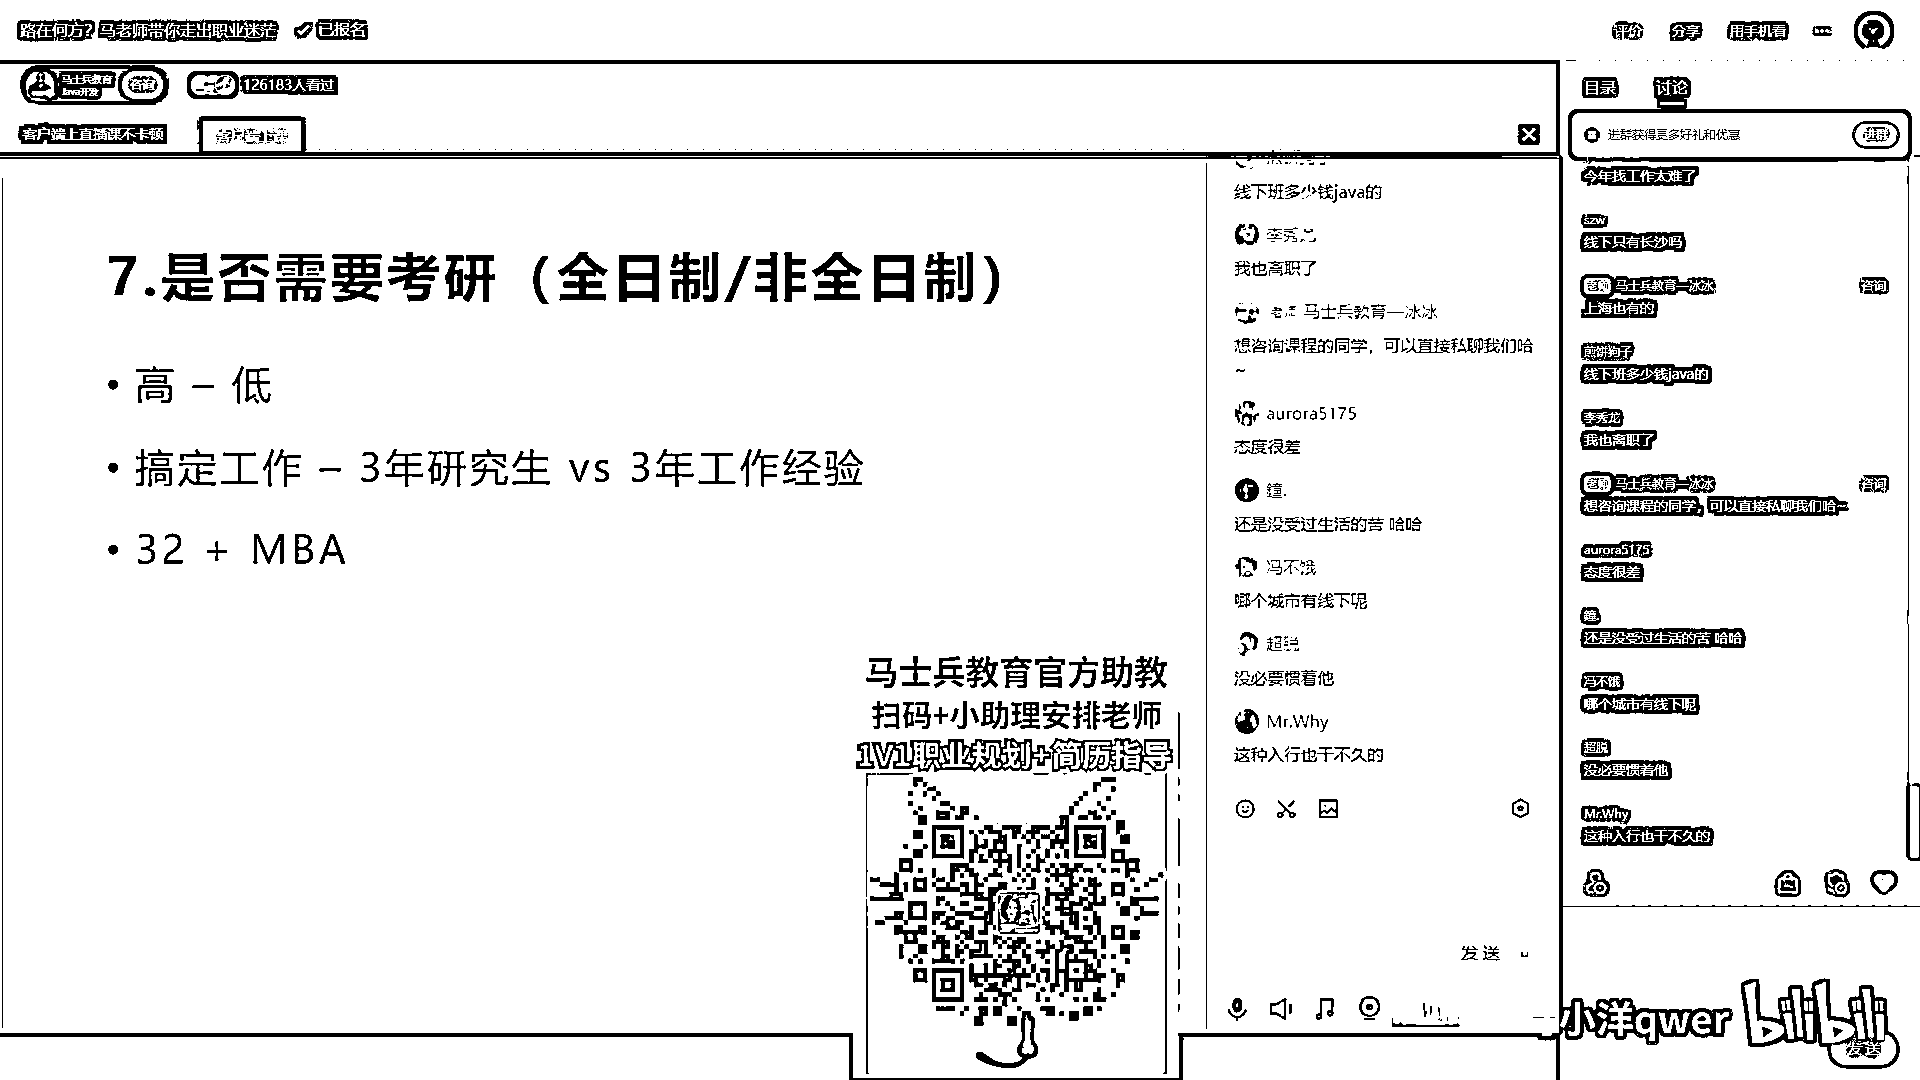 路在何方？马老师带你走出职业迷茫
已报名
评价
分享
用手机看
马士兵教育
Java开发
咨询
126183人看过
客户端上直播课不卡顿
7.是否需要考研（全日制/非全日制）
• 高 – 低
• 搞定工作 – 3年研究生 vs 3年工作经验
• 32 + MBA
马士兵教育官方助教
扫码+小助理安排老师
1V1职业规划+简历指导
线下班多少钱java的
我也离职了
马士兵教育—冰冰
想咨询课程的同学，可以直接私聊我们哈
~
aurora5175
态度很差
鐘.
还是没受过生活的苦 哈哈
冯不饿
哪个城市有线下呢
超脱
没必要惯着他
Mr.Why
这种入行也干不久的
发送
目录
讨论
进群获得更多好礼和优惠
进群
今年找工作太难了
szw
线下只有长沙吗
马士兵教育—冰冰
咨询
上海也有的
煎饼狗子
线下班多少钱java的
李秀龙
我也离职了
马士兵教育—冰冰
咨询
想咨询课程的同学，可以直接私聊我们哈~
aurora5175
态度很差
鐘.
还是没受过生活的苦 哈哈
冯不饿
哪个城市有线下呢
超脱
没必要惯着他
Mr.Why
这种入行也干不久的
小洋qwer
bilibili
发送